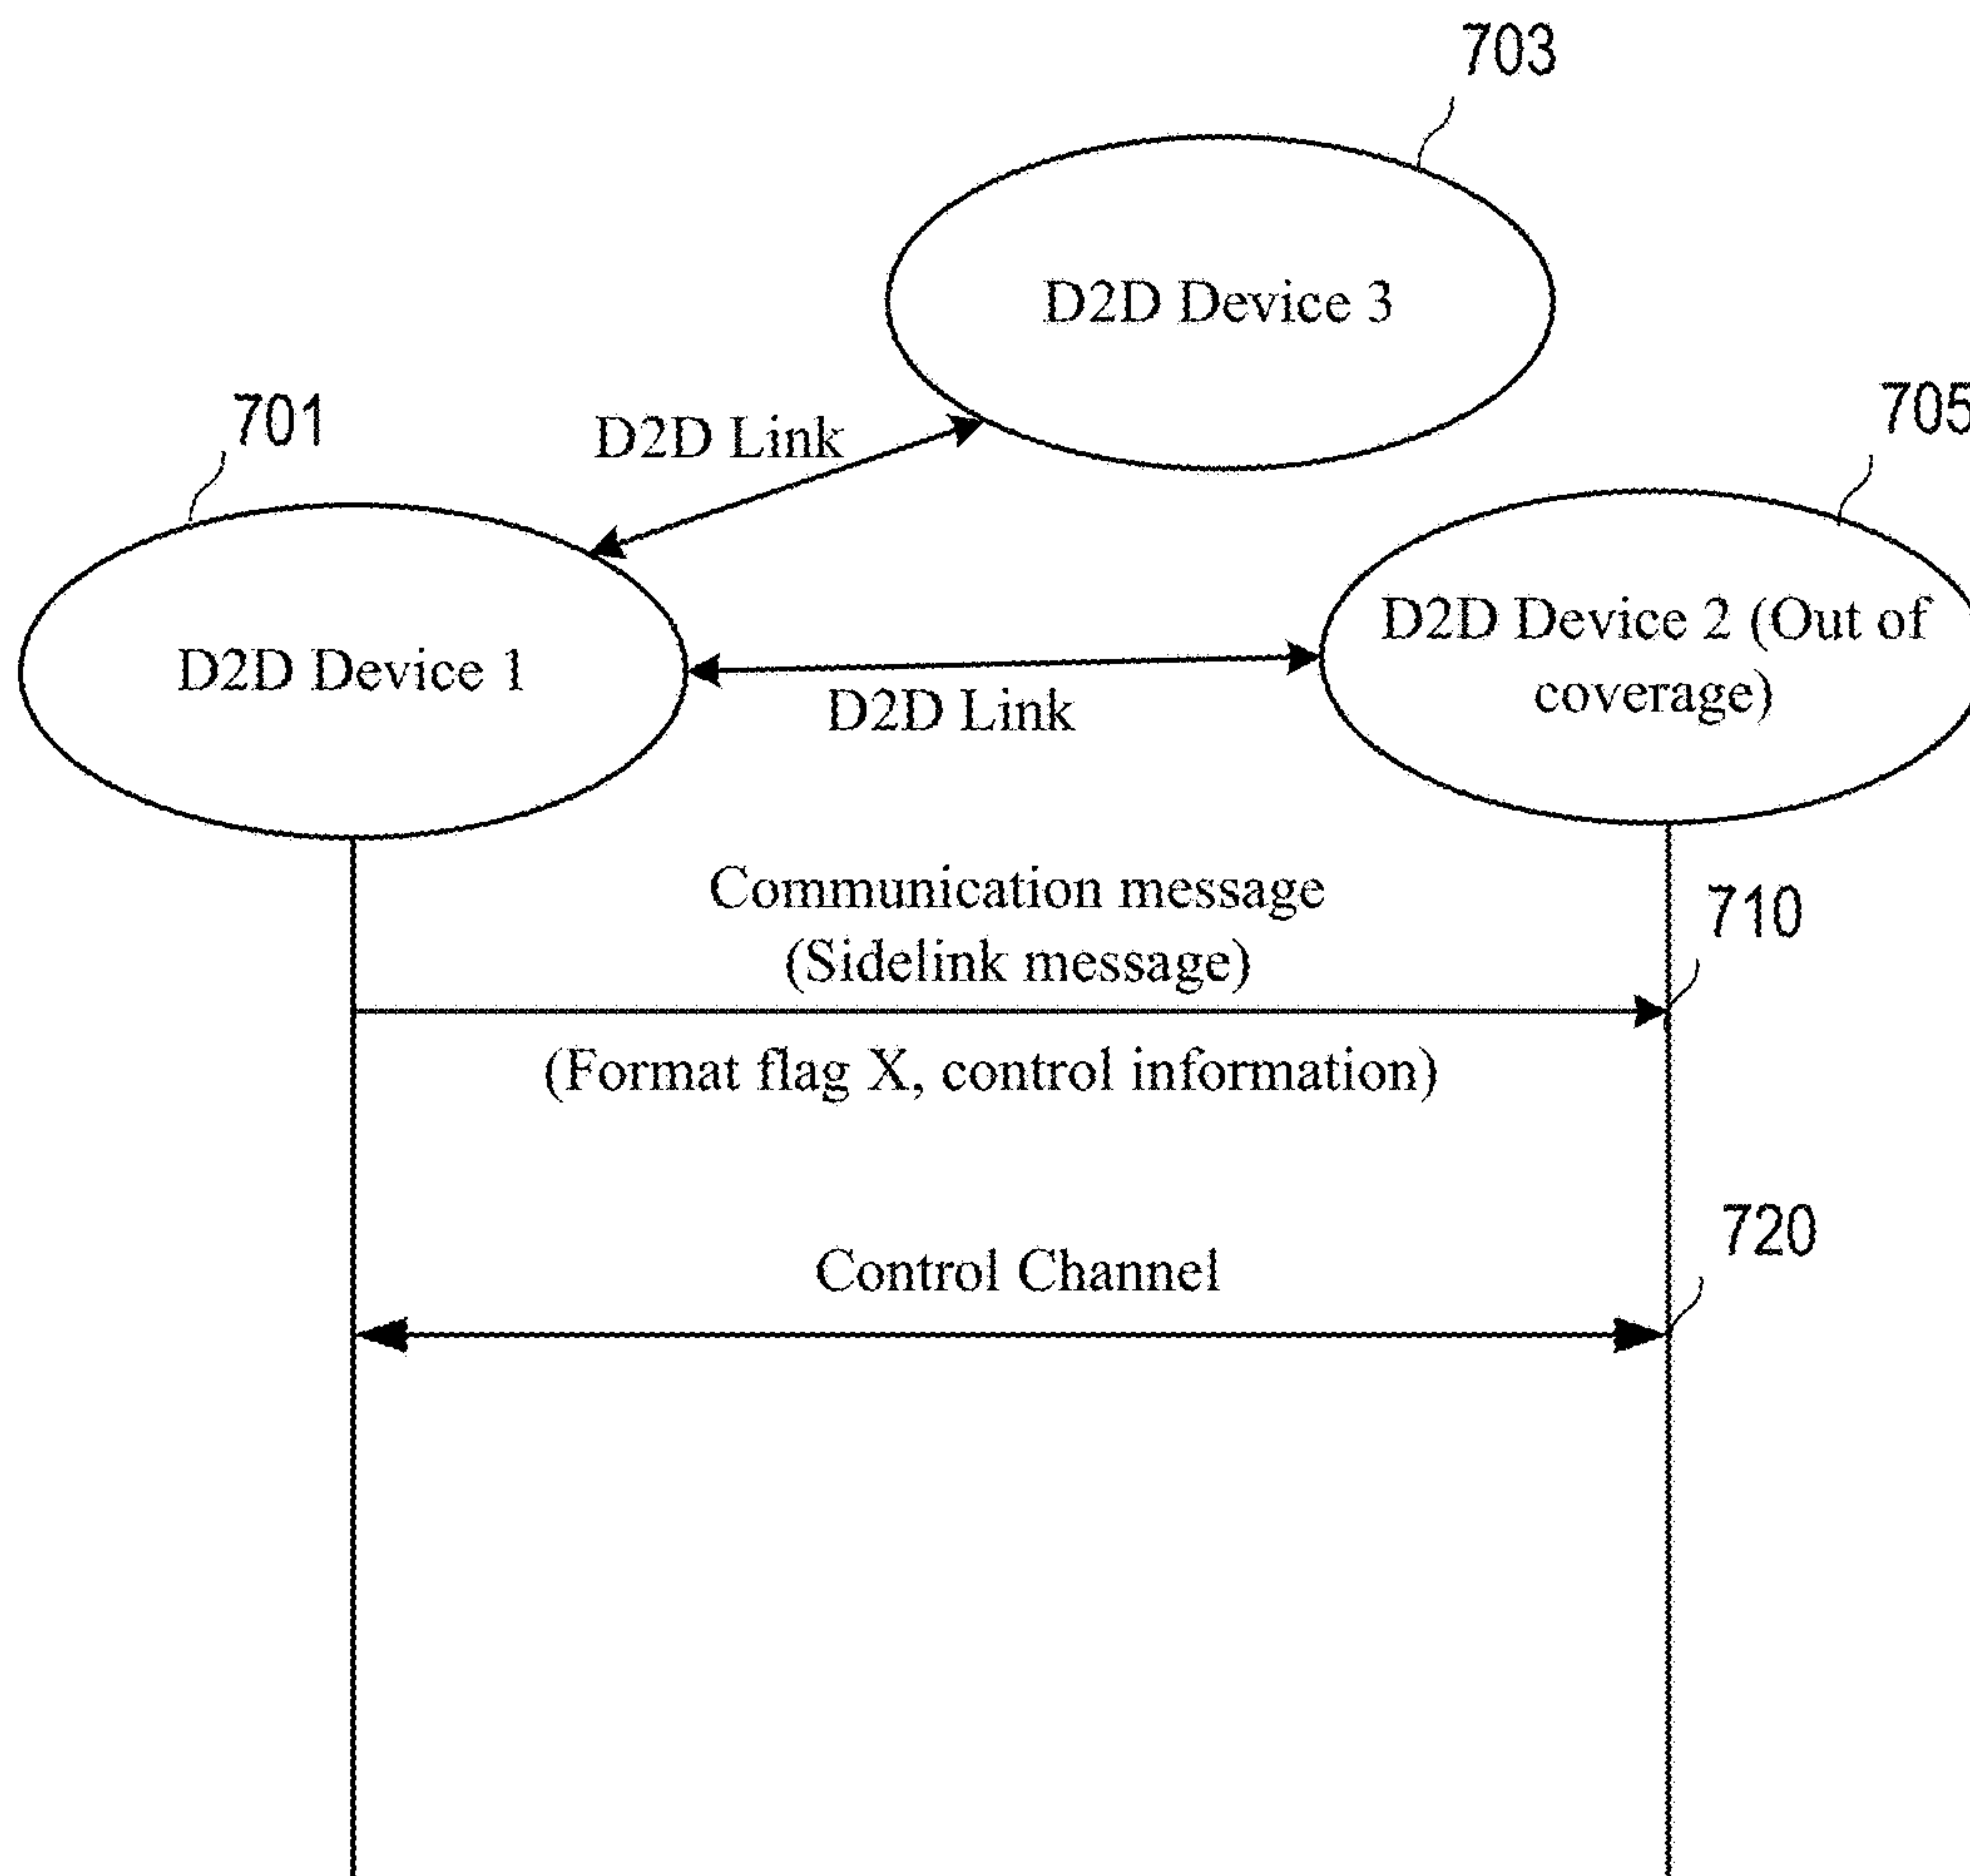 703
D2D Device 3
705
701
D2D Link
D2D Device 1
D2D Device 2 (Out of
coverage)
D2D Link
Communication message
(Sidelink message)
710
(Format flag X, control information)
720
Control Channel